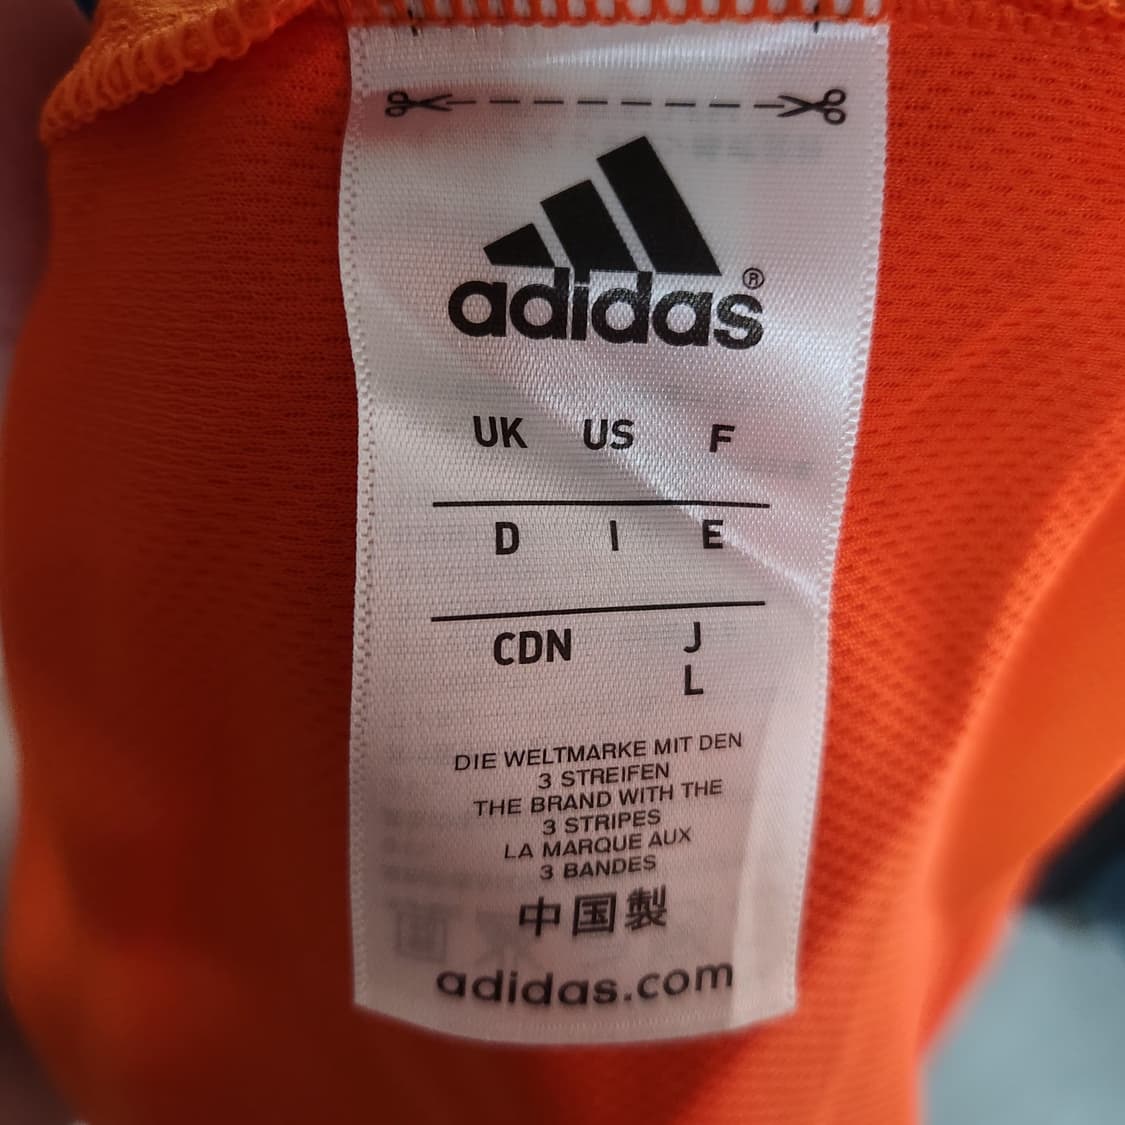 adidas®
UK US F
D I E
CDN J
L
DIE WELTMARKE MIT DEN
3 STREIFEN
THE BRAND WITH THE
3 STRIPES
LA MARQUE AUX
3 BANDES
中国製
adidas.com